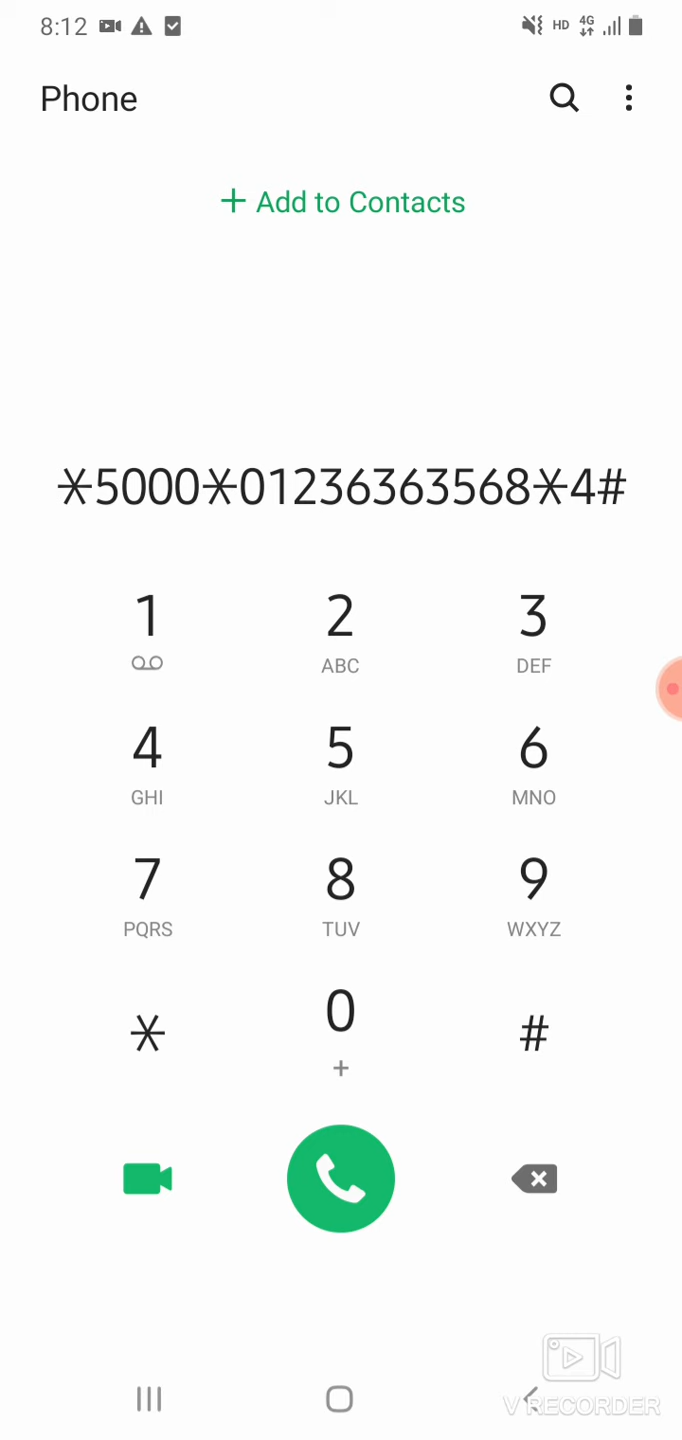 8:12 HD 4G
Phone
+ Add to Contacts
*5000*01236363568*4#
1 2 3
ABC DEF
4 5 6
GHI JKL MNO
7 8 9
PQRS TUV WXYZ
* 0 #
+
V RECORDER